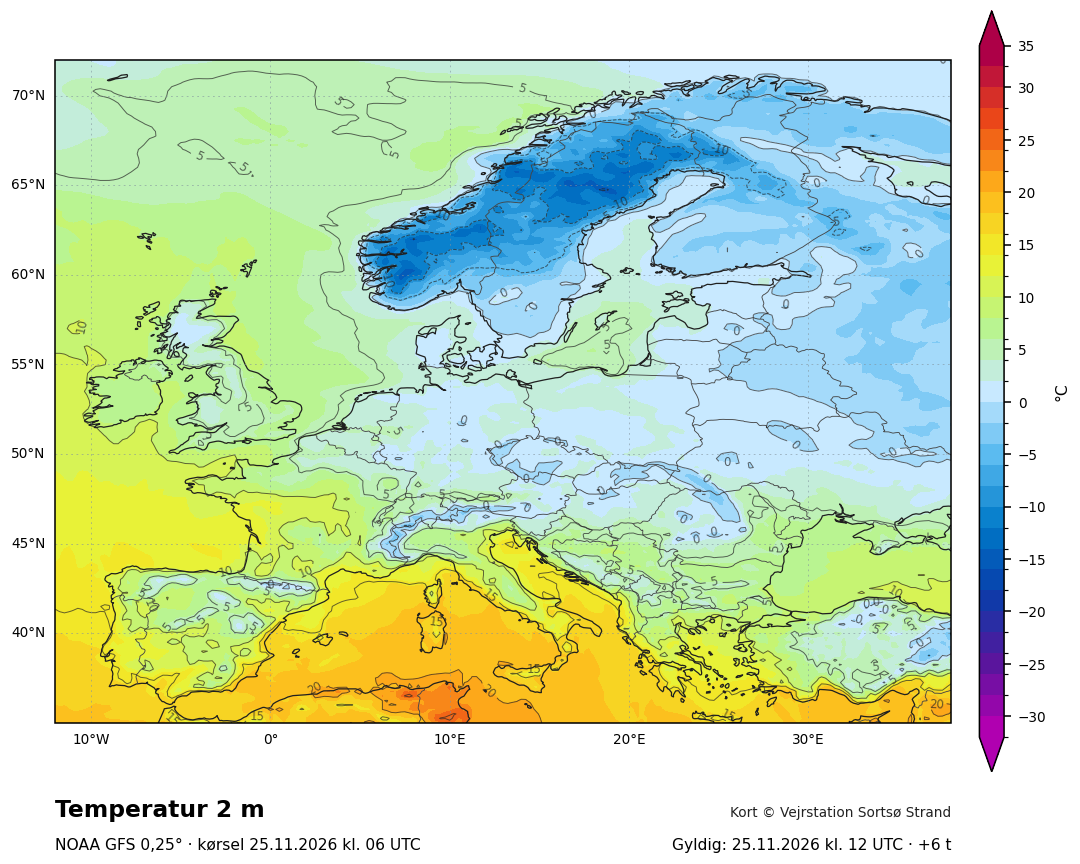 70°N
65°N
60°N
55°N
50°N
45°N
40°N
10°W
0°
10°E
20°E
30°E
35
30
25
20
15
10
5
0
−5
−10
−15
−20
−25
−30
°C
Temperatur 2 m
Kort © Vejrstation Sortsø Strand
NOAA GFS 0,25° · kørsel 25.11.2026 kl. 06 UTC
Gyldig: 25.11.2026 kl. 12 UTC · +6 t